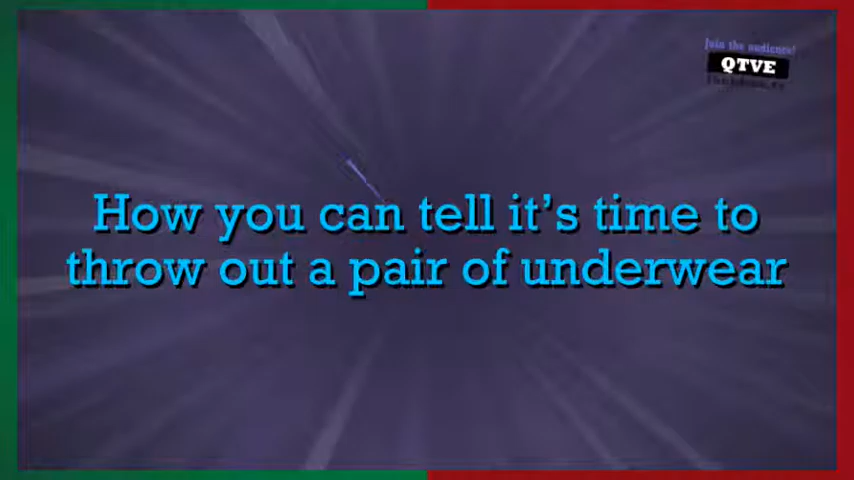 Join the audience!
QTVE
How you can tell it's time to
throw out a pair of underwear